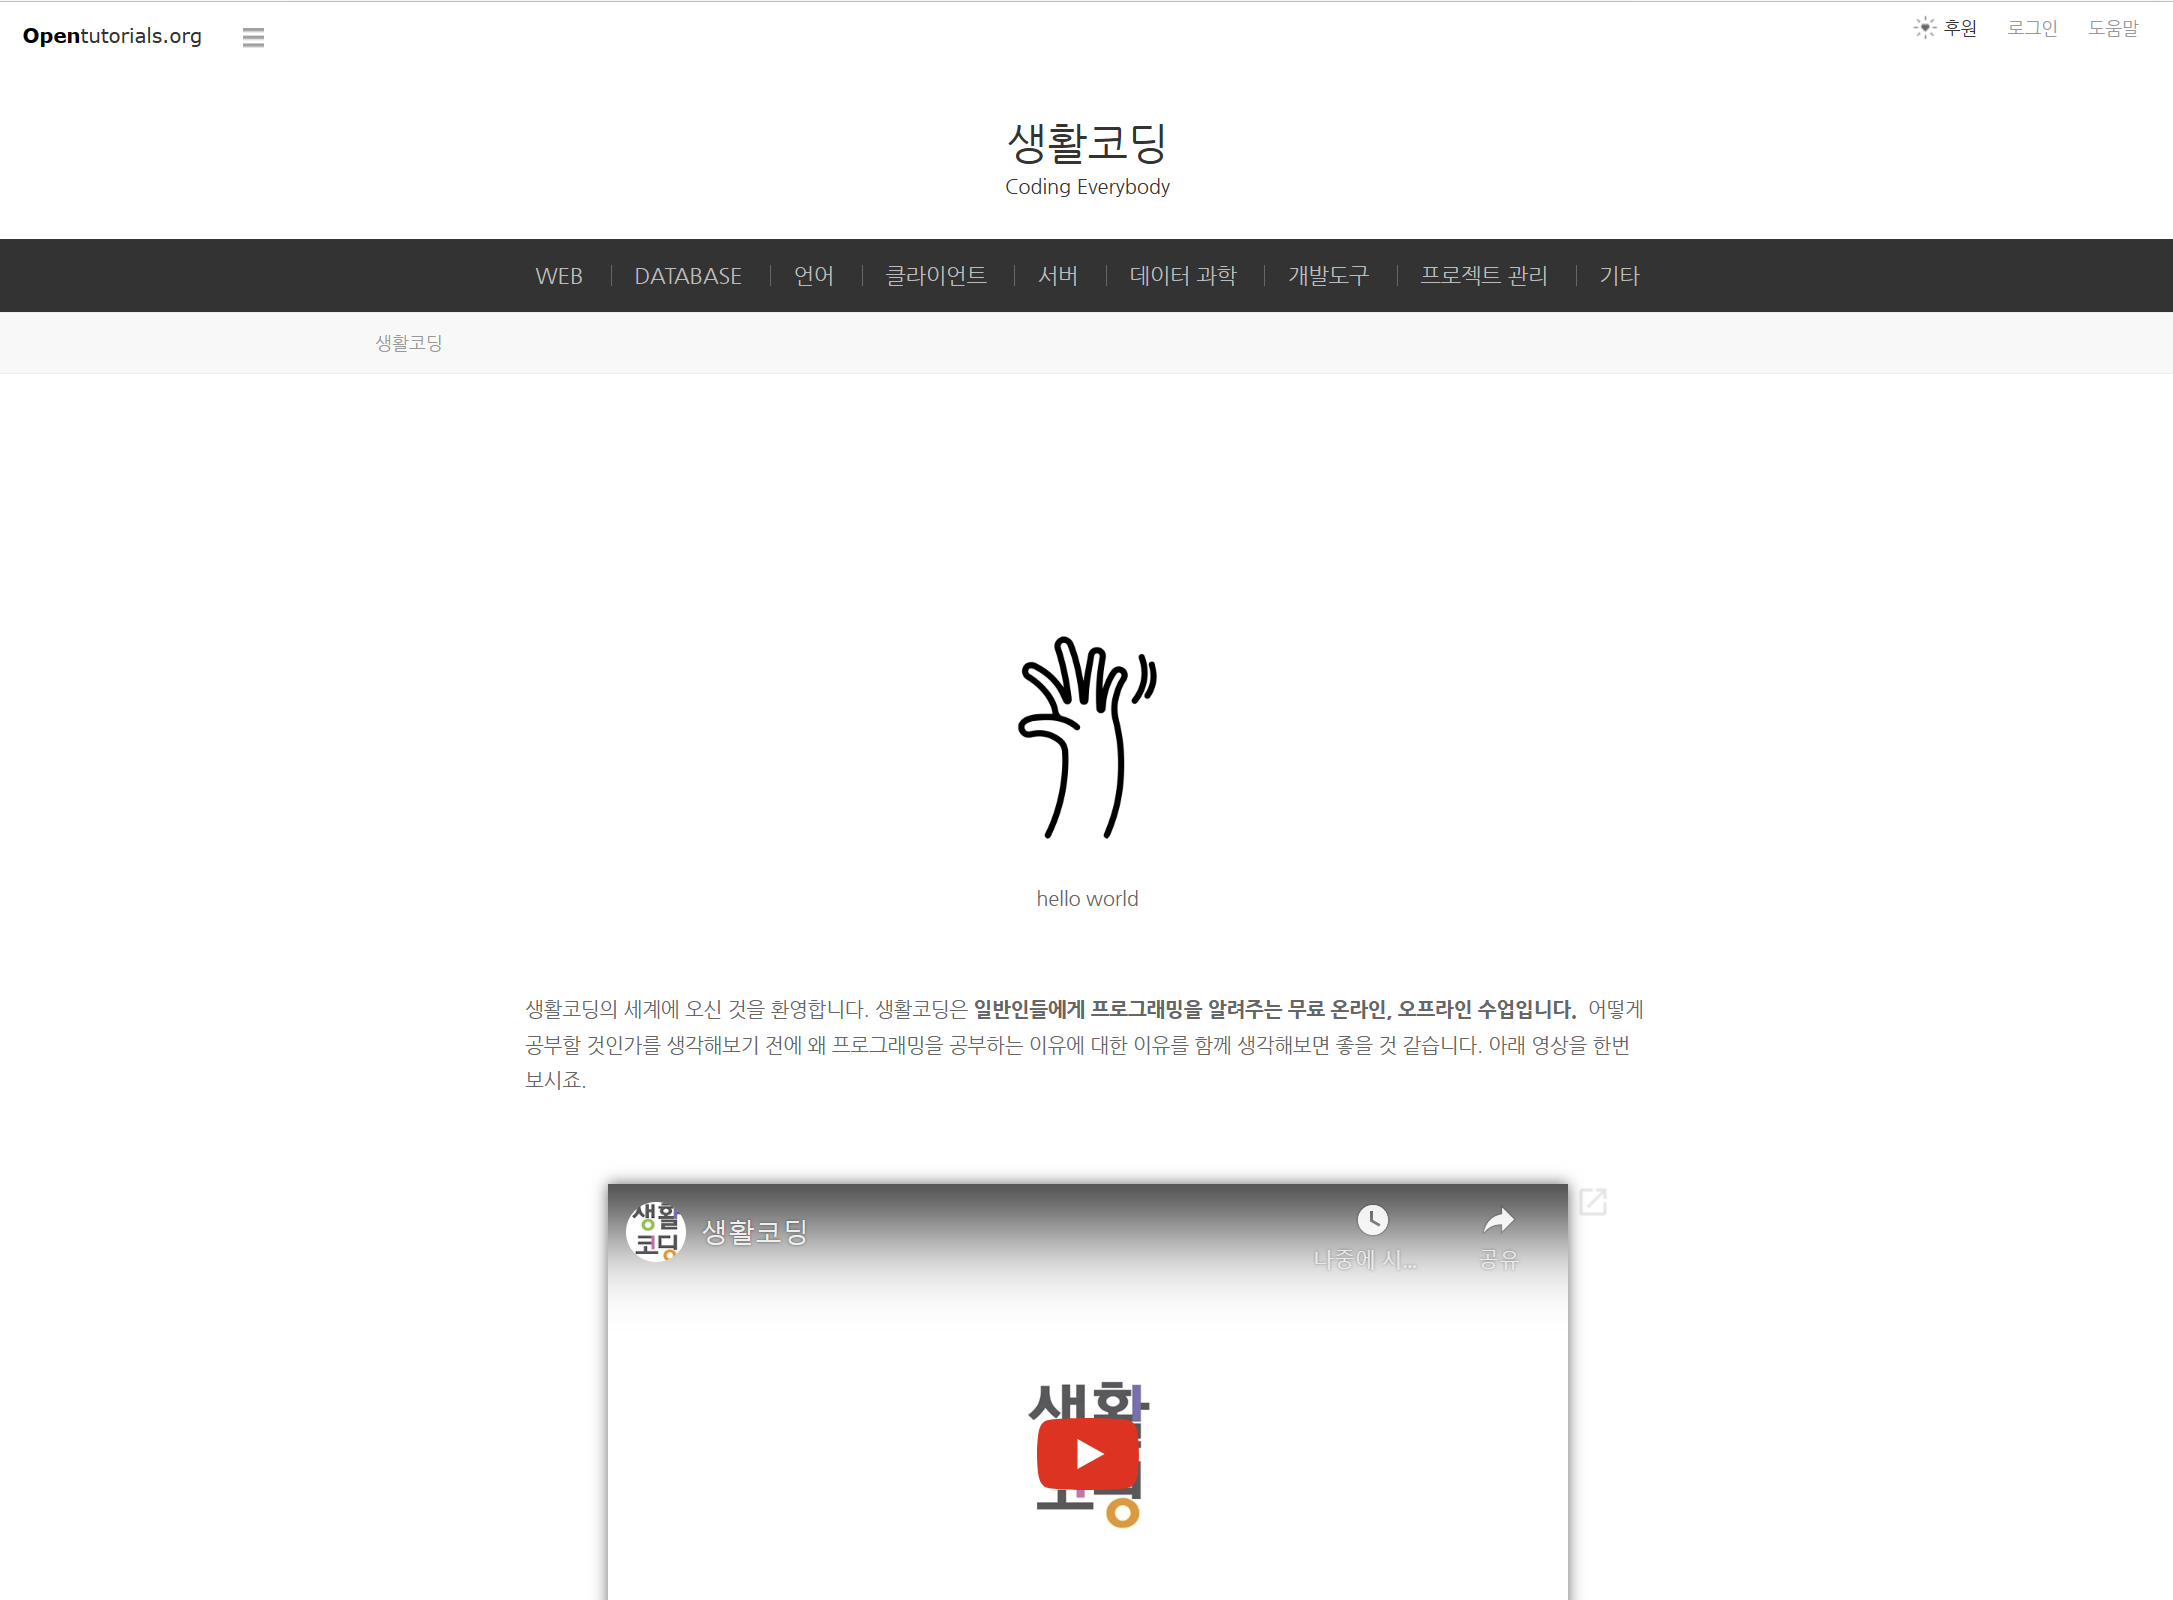 Opentutorials.org
후원 로그인 도움말
생활코딩
Coding Everybody
WEB DATABASE 언어 클라이언트 서버 데이터 과학 개발도구 프로젝트 관리 기타
생활코딩
hello world
생활코딩의 세계에 오신 것을 환영합니다. 생활코딩은 일반인들에게 프로그래밍을 알려주는 무료 온라인, 오프라인 수업입니다. 어떻게
공부할 것인가를 생각해보기 전에 왜 프로그래밍을 공부하는 이유에 대한 이유를 함께 생각해보면 좋을 것 같습니다. 아래 영상을 한번
보시죠.
생활
코딩
생활코딩
나중에 시...
공유
생활
코딩